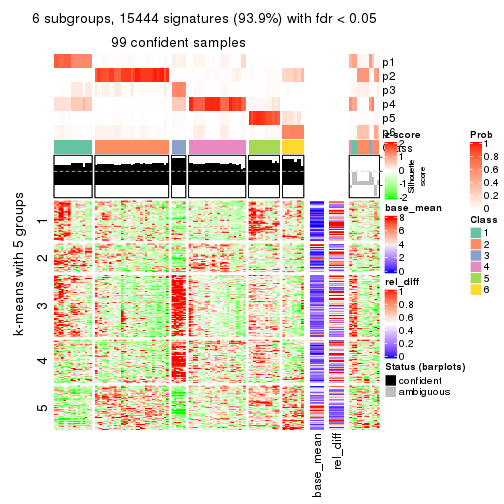 6 subgroups, 15444 signatures (93.9%) with fdr < 0.05
99 confident samples
p1
p2
p3
p4
p5
p6
Silhouette
score
z-score
2
1
0
-1
-2
Prob
1
0.8
0.6
0.4
0.2
0
Class
1
2
3
4
5
6
base_mean
8
6
4
2
0
rel_diff
1
0.8
0.6
0.4
0.2
0
Status (barplots)
confident
ambiguous
k-means with 5 groups
1
2
3
4
5
base_mean
rel_diff